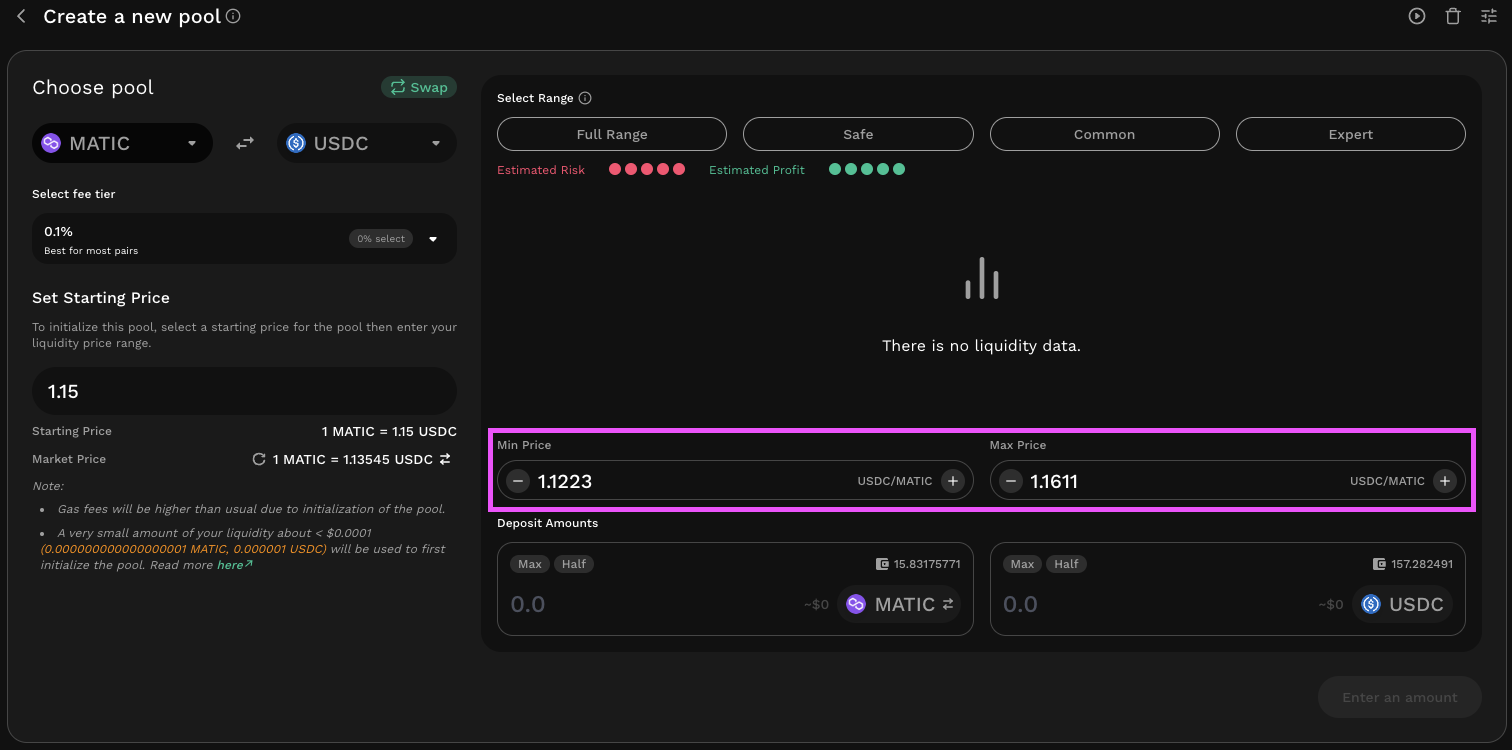 Create a new pool
Choose pool
Swap
MATIC
USDC
Select fee tier
0.1%
Best for most pairs
0% select
Set Starting Price
To initialize this pool, select a starting price for the pool then enter your
liquidity price range.
1.15
Starting Price
1 MATIC = 1.15 USDC
Market Price
1 MATIC = 1.13545 USDC
Note:
• Gas fees will be higher than usual due to initialization of the pool.
• A very small amount of your liquidity about < $0.0001
(0.000000000000000001 MATIC, 0.000001 USDC) will be used to first
initialize the pool. Read more here
Select Range
Full Range
Safe
Common
Expert
Estimated Risk
Estimated Profit
There is no liquidity data.
Min Price
1.1223
USDC/MATIC
Max Price
1.1611
USDC/MATIC
Deposit Amounts
Max
Half
15.83175771
0.0
~$0
MATIC
Max
Half
157.282491
0.0
~$0
USDC
Enter an amount